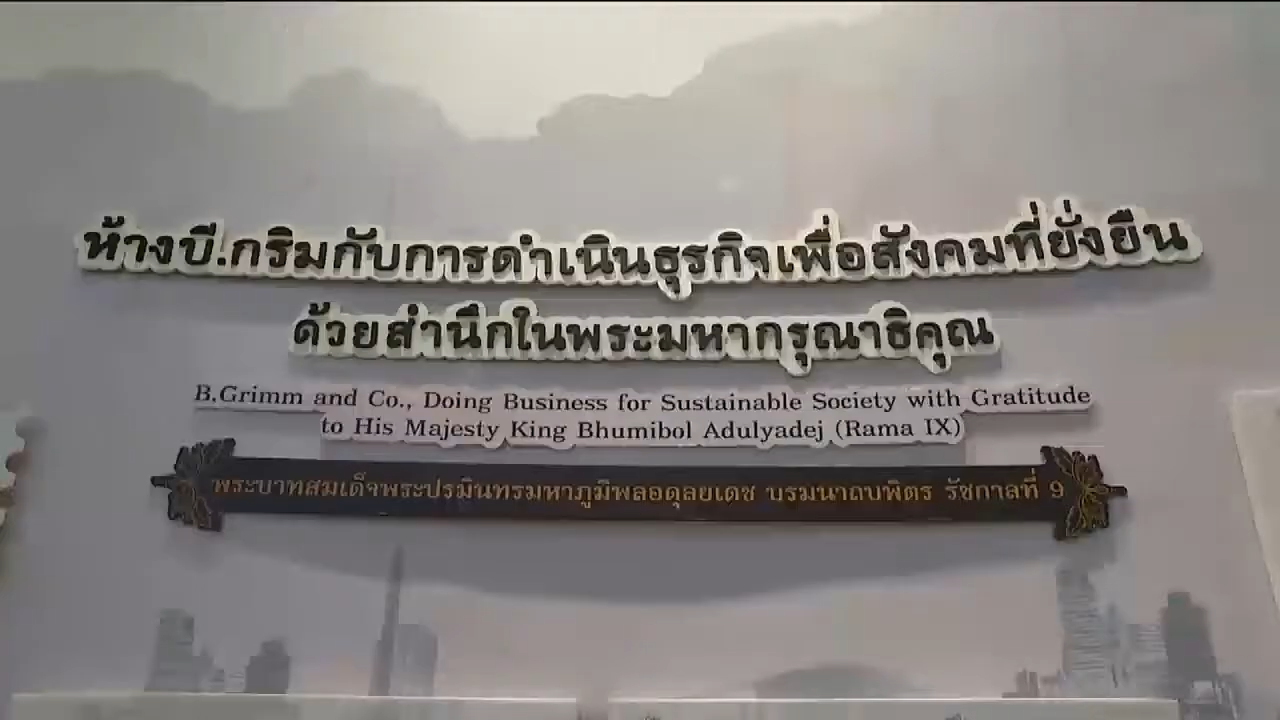 ห้างบี.กริมกับการดำเนินธุรกิจเพื่อสังคมที่ยั่งยืน
ด้วยสำนึกในพระมหากรุณาธิคุณ
B.Grimm and Co., Doing Business for Sustainable Society with Gratitude
to His Majesty King Bhumibol Adulyadej (Rama IX)
พระบาทสมเด็จพระปรมินทรมหาภูมิพลอดุลยเดช บรมนาถบพิตร รัชกาลที่ 9